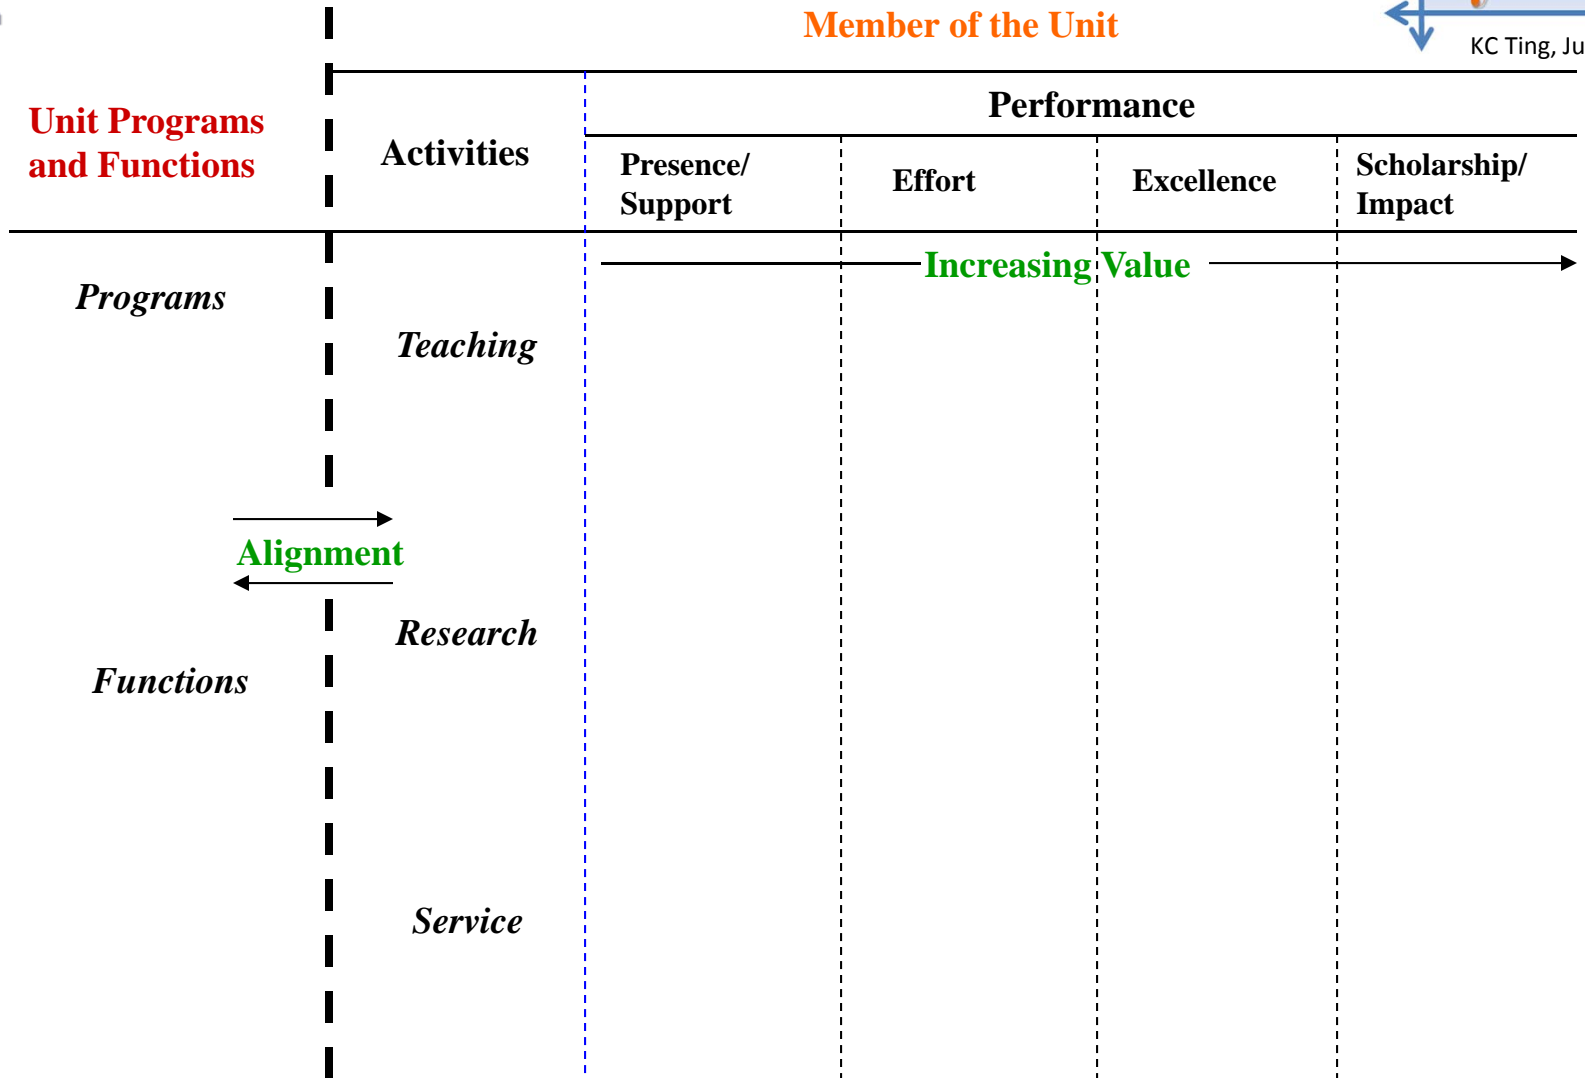 Member of the Unit
KC Ting, Ju
Unit Programs
and Functions
Activities
Performance
Presence/
Support
Effort
Excellence
Scholarship/
Impact
Increasing Value
Programs
Teaching
Alignment
Research
Functions
Service